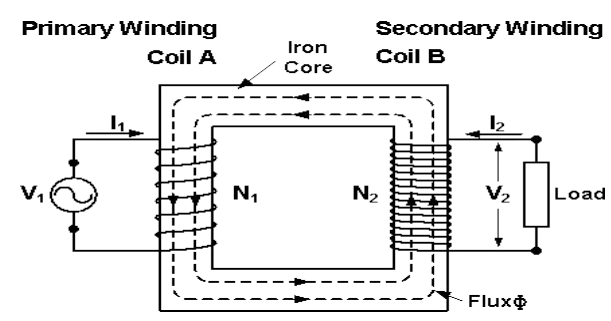 Primary Winding
Coil A
Iron
Core
Secondary Winding
Coil B
I₁
I₂
V₁
N₁
N₂
V₂
Load
FluxΦ